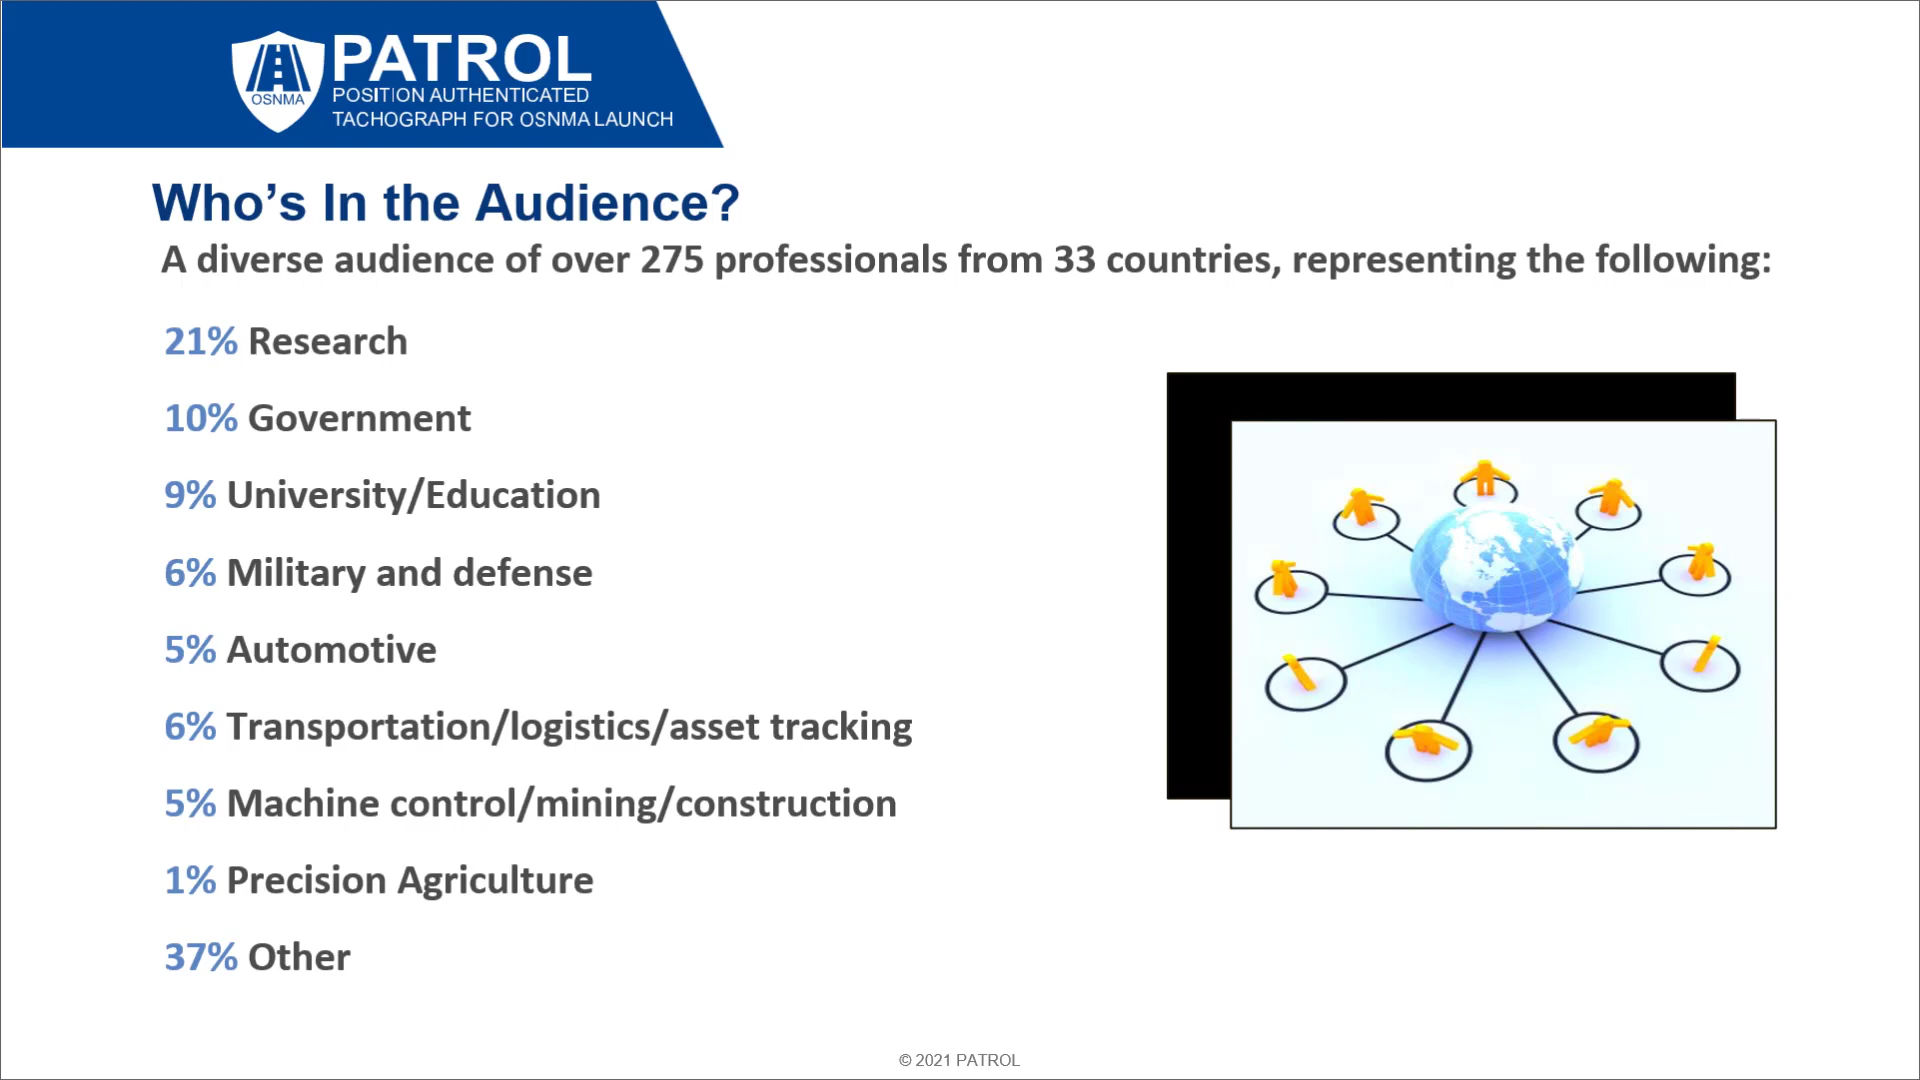 PATROL
POSITION AUTHENTICATED
TACHOGRAPH FOR OSNMA LAUNCH
OSNMA
Who’s In the Audience?
A diverse audience of over 275 professionals from 33 countries, representing the following:
21% Research
10% Government
9% University/Education
6% Military and defense
5% Automotive
6% Transportation/logistics/asset tracking
5% Machine control/mining/construction
1% Precision Agriculture
37% Other
© 2021 PATROL